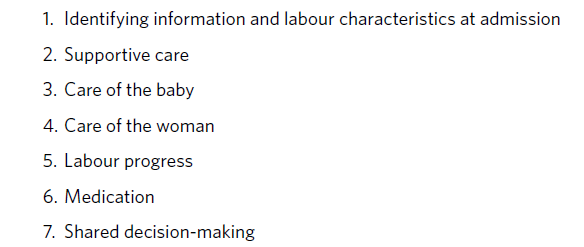 1. Identifying information and labour characteristics at admission
2. Supportive care
3. Care of the baby
4. Care of the woman
5. Labour progress
6. Medication
7. Shared decision-making